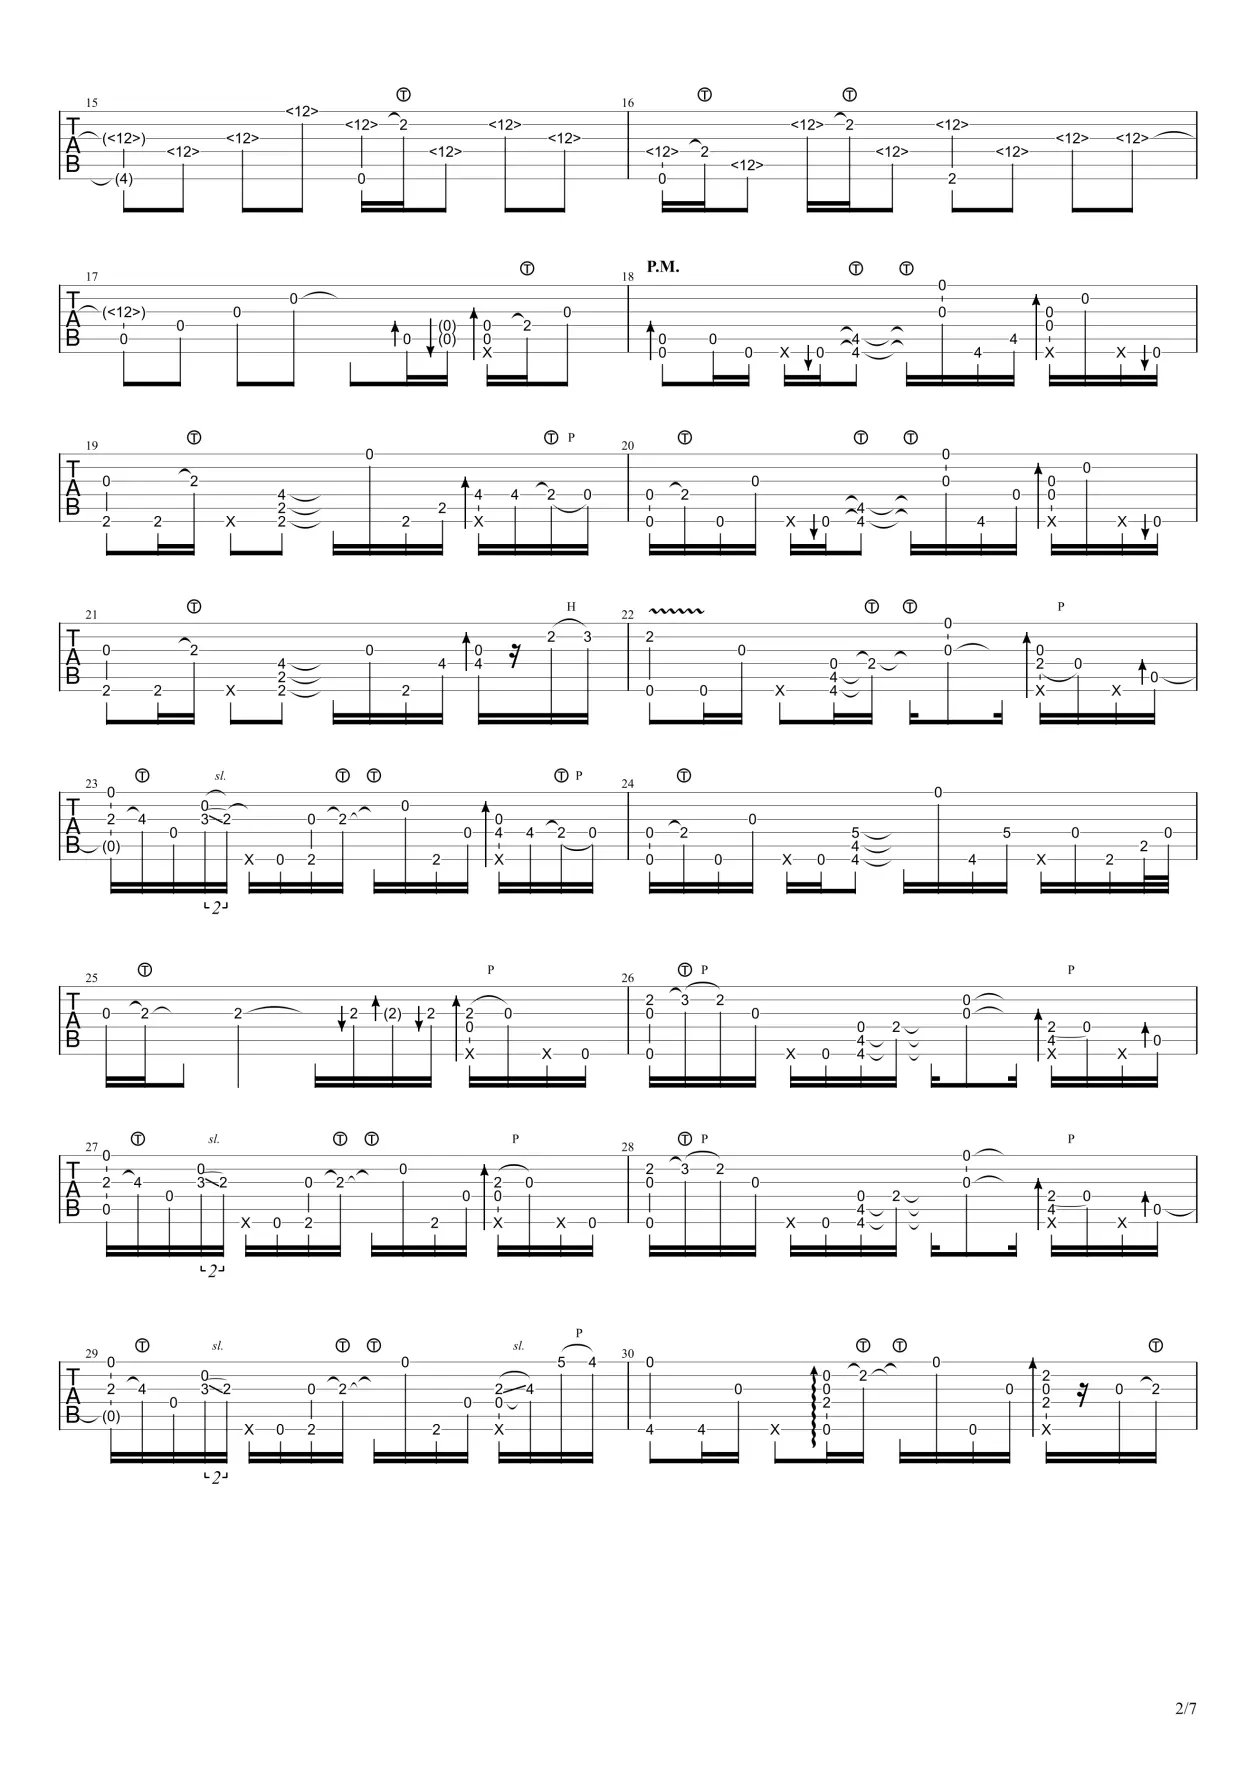 15 Ⓣ 16 Ⓣ Ⓣ
T <12> <12> Ⓣ 2 <12> <12> 2 <12>
A (<12>) <12> <12> <12> <12>
B <12> <12> <12> 2 <12> <12>
<12>
(4) 0 0 2
17 Ⓣ 18 P.M. Ⓣ Ⓣ
0
T 0 0
A (<12>) 0 0 0 0
B 0 (0) 0 2 0
0 0 (0) 0 0 0 4 4
X 0 0 X 0 4 4 X X 0
19 Ⓣ Ⓣ P 20 Ⓣ Ⓣ Ⓣ
0 0
T 0
A 0 2 0 0 0
B 4 4 4 2 0 0 2 0 0
2 2 4
2 2 X 2 2 X 0 0 X 0 4 4 X X 0
21 Ⓣ H 22 Ⓣ Ⓣ P
0
T 2 3 2
A 0 2 0 0 0 0 0
B 4 4 4 0 2 2 0
2 4 0
2 2 X 2 2 0 0 X 4 X X
23 Ⓣ sl. Ⓣ Ⓣ Ⓣ P 24 Ⓣ
0 0
T 0 0
A 2 4 3 2 0 2 0 0
B 0 0 4 4 2 0 0 2 5 5 0 0
(0) 4 2
X 0 2 2 X 0 0 X 0 4 4 X 2
2
25 Ⓣ P 26 Ⓣ P P
T 2 3 2 0
A 0 2 2 2 (2) 2 2 0 0 0 0
B 0 0 2 2 0
4 4 0
X X 0 0 X 0 4 X X
27 Ⓣ sl. Ⓣ Ⓣ P 28 Ⓣ P P
0 0
T 0 0 2 3 2
A 2 4 3 2 0 2 2 0 0 0 0
B 0 0 0 0 2 2 0
0 4 4 0
X 0 2 2 X X 0 0 X 0 4 X X
2
29 Ⓣ sl. Ⓣ Ⓣ sl. P 30 Ⓣ Ⓣ Ⓣ
0 0 5 4 0 0
T 0 0 2 2
A 2 4 3 2 0 2 2 4 0 0 0 0 0 2
B 0 0 0 2 2
(0)
X 0 2 2 X 4 4 X 0 0 X
2
2/7